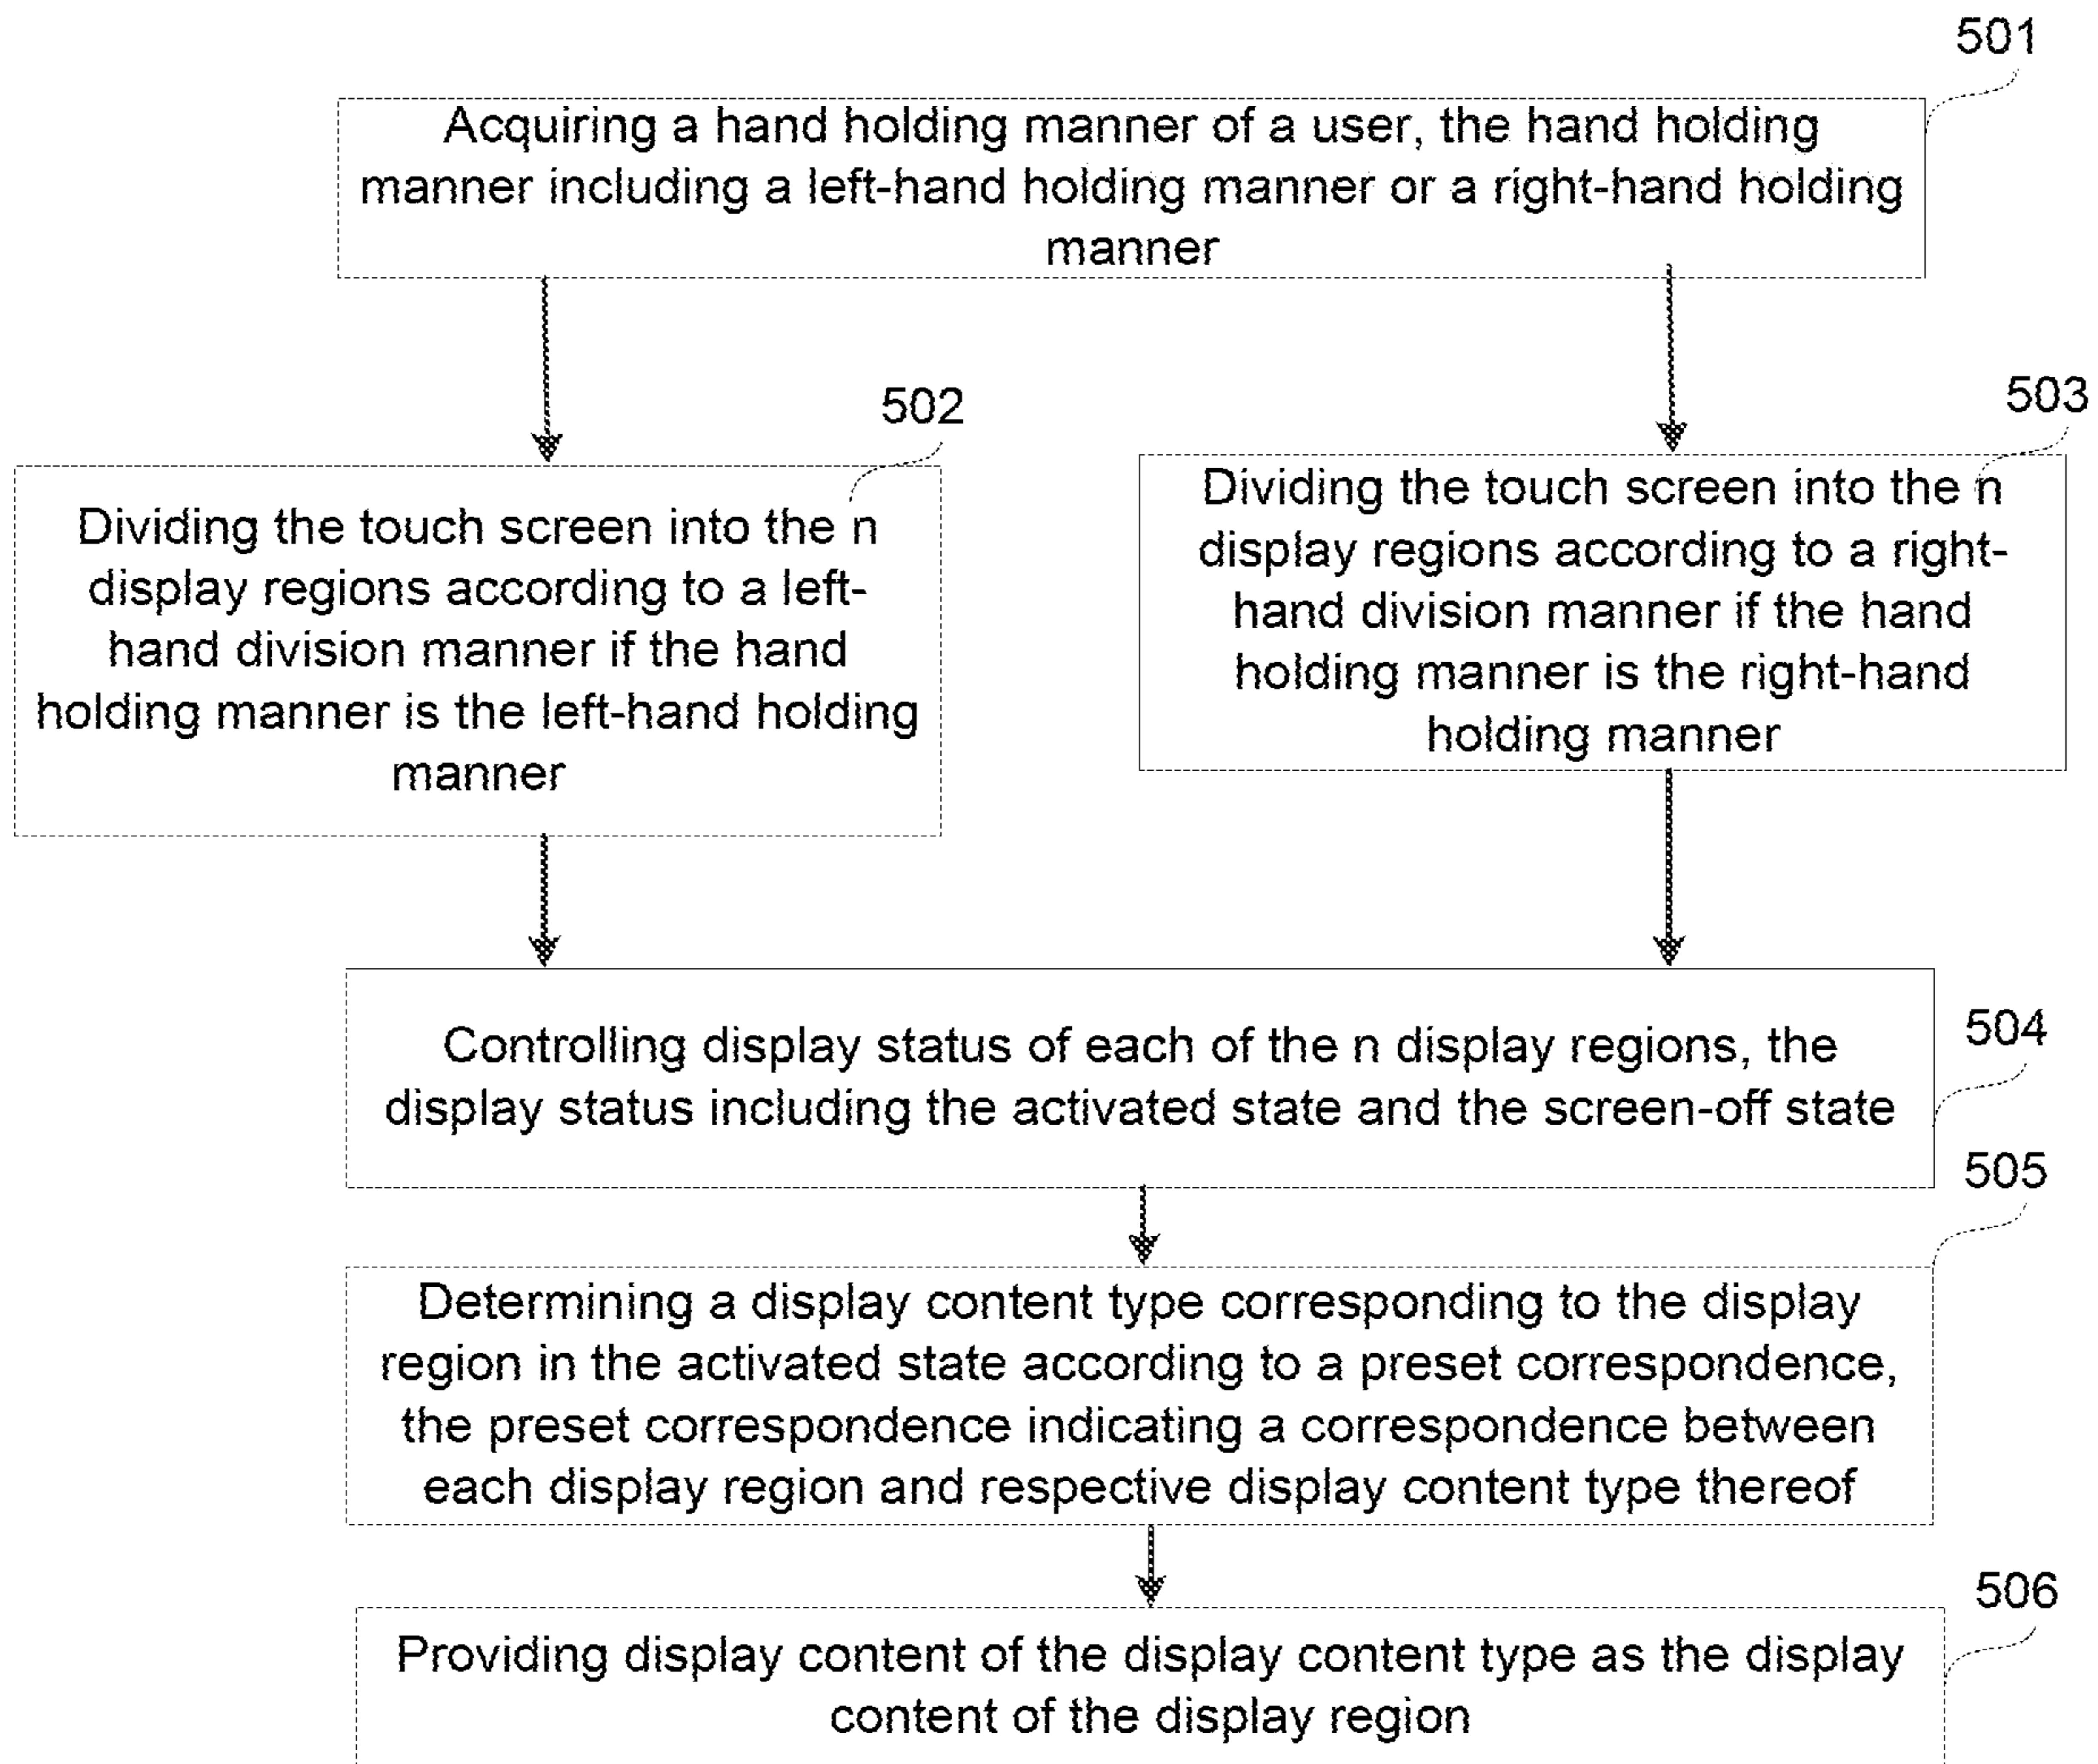 501
Acquiring a hand holding manner of a user, the hand holding
manner including a left-hand holding manner or a right-hand holding
manner
502
Dividing the touch screen into the n
display regions according to a left-
hand division manner if the hand
holding manner is the left-hand holding
manner
503
Dividing the touch screen into the n
display regions according to a right-
hand division manner if the hand
holding manner is the right-hand
holding manner
504
Controlling display status of each of the n display regions, the
display status including the activated state and the screen-off state
505
Determining a display content type corresponding to the display
region in the activated state according to a preset correspondence,
the preset correspondence indicating a correspondence between
each display region and respective display content type thereof
506
Providing display content of the display content type as the display
content of the display region